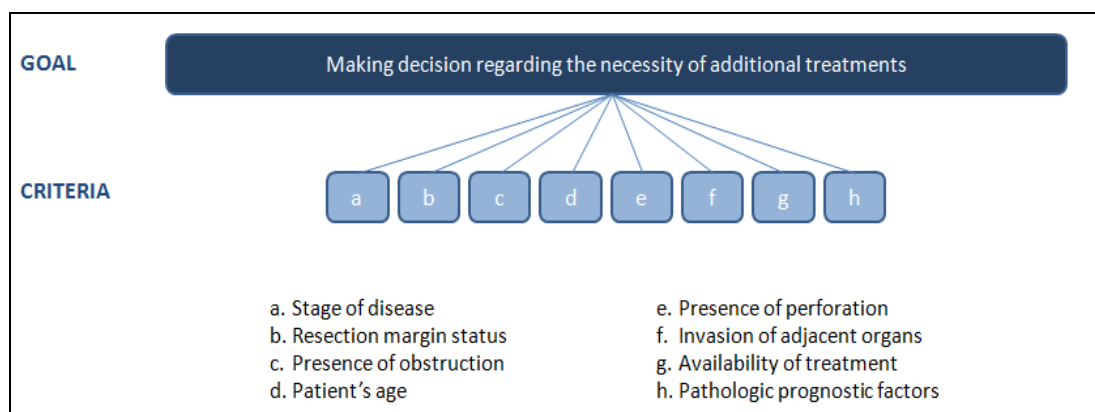 GOAL
Making decision regarding the necessity of additional treatments
CRITERIA
a b c d e f g h
a. Stage of disease
b. Resection margin status
c. Presence of obstruction
d. Patient's age
e. Presence of perforation
f. Invasion of adjacent organs
g. Availability of treatment
h. Pathologic prognostic factors